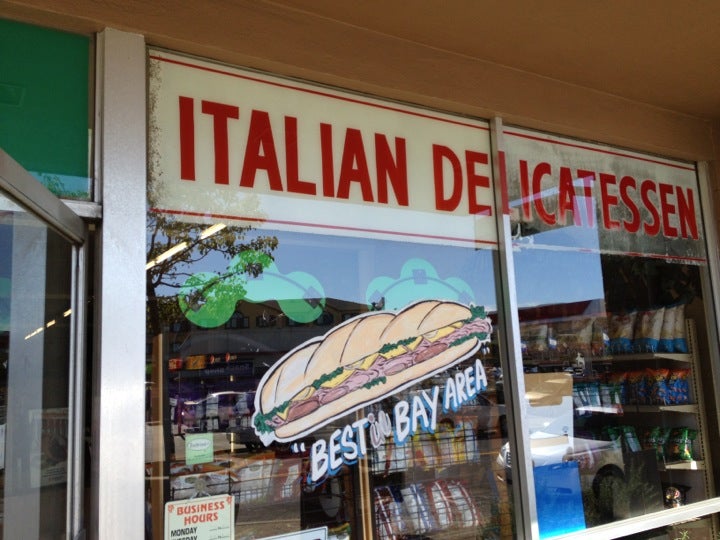 ITALIAN DELICATESSEN
"BEST in BAY AREA"
BUSINESS
HOURS
MONDAY